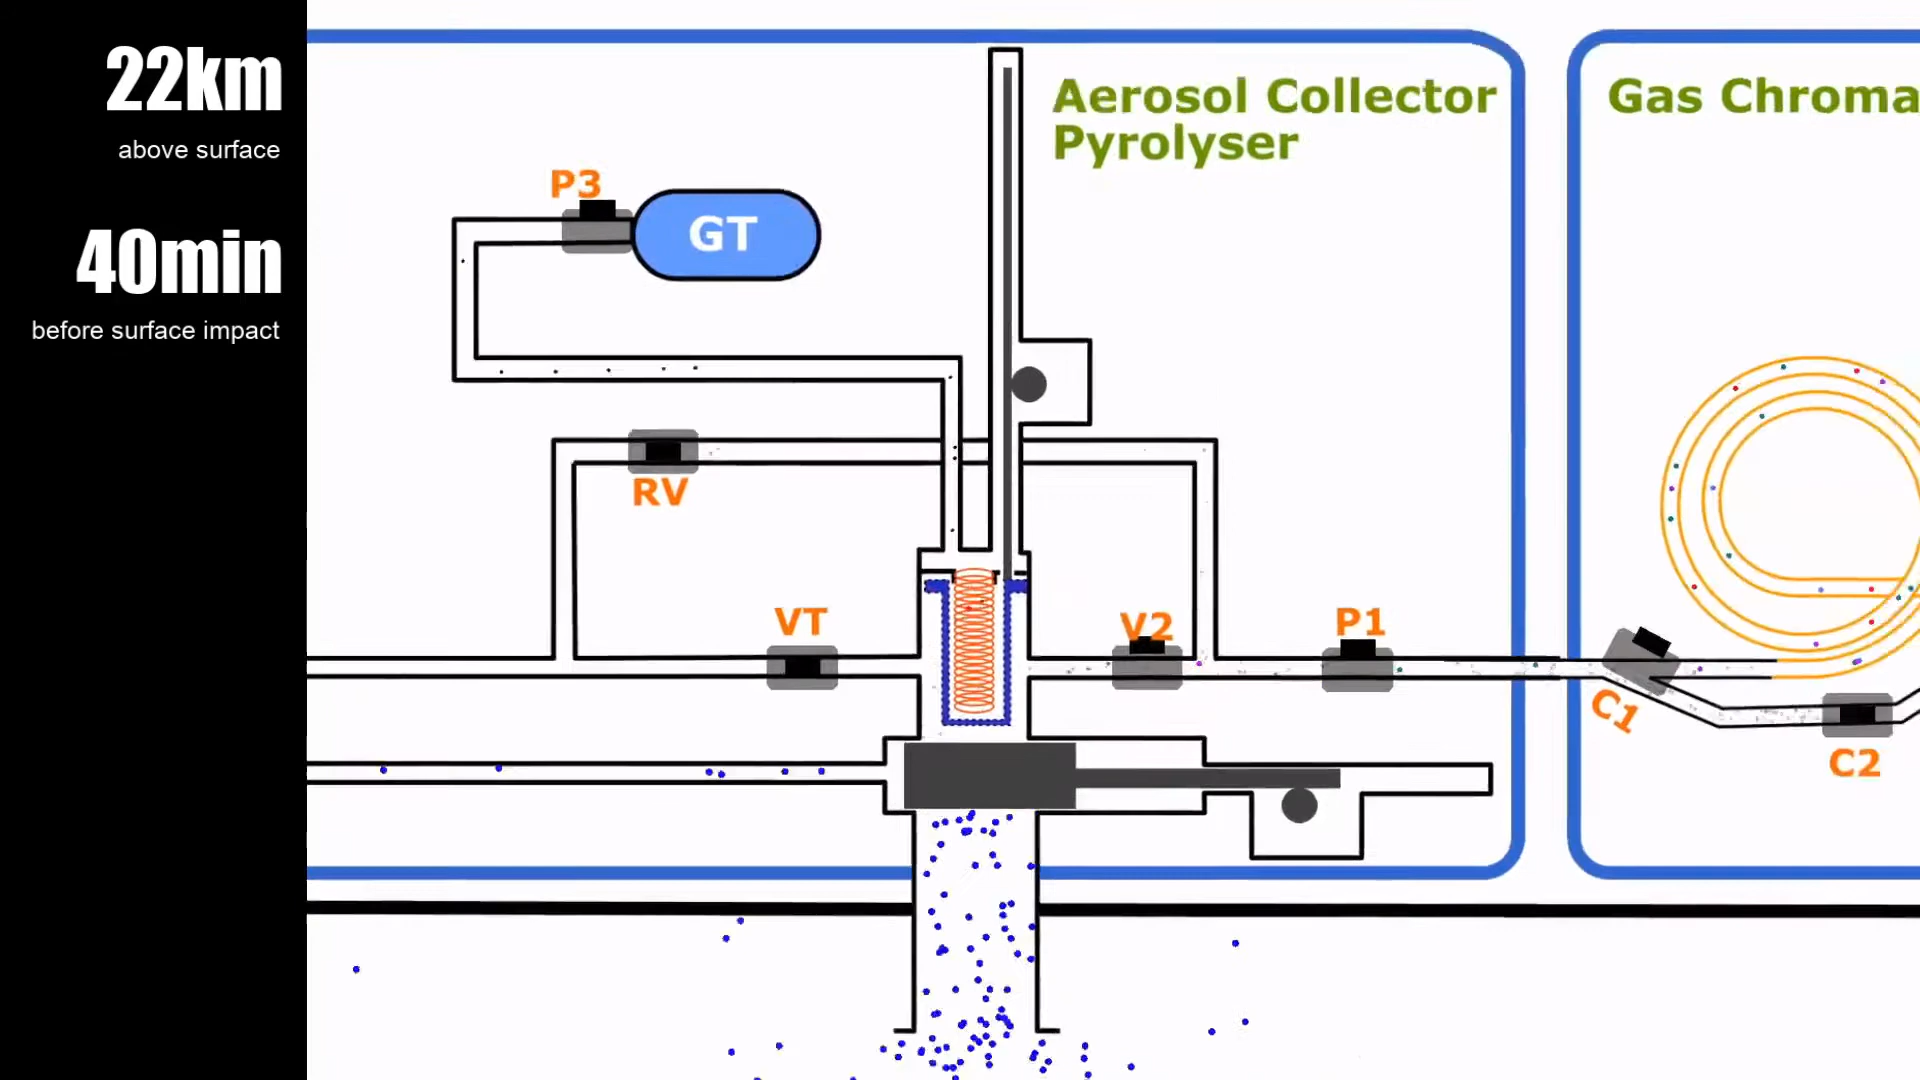 22km
above surface
40min
before surface impact
Aerosol Collector
Pyrolyser
Gas Chroma
P3
GT
RV
VT
V2
P1
C1
C2